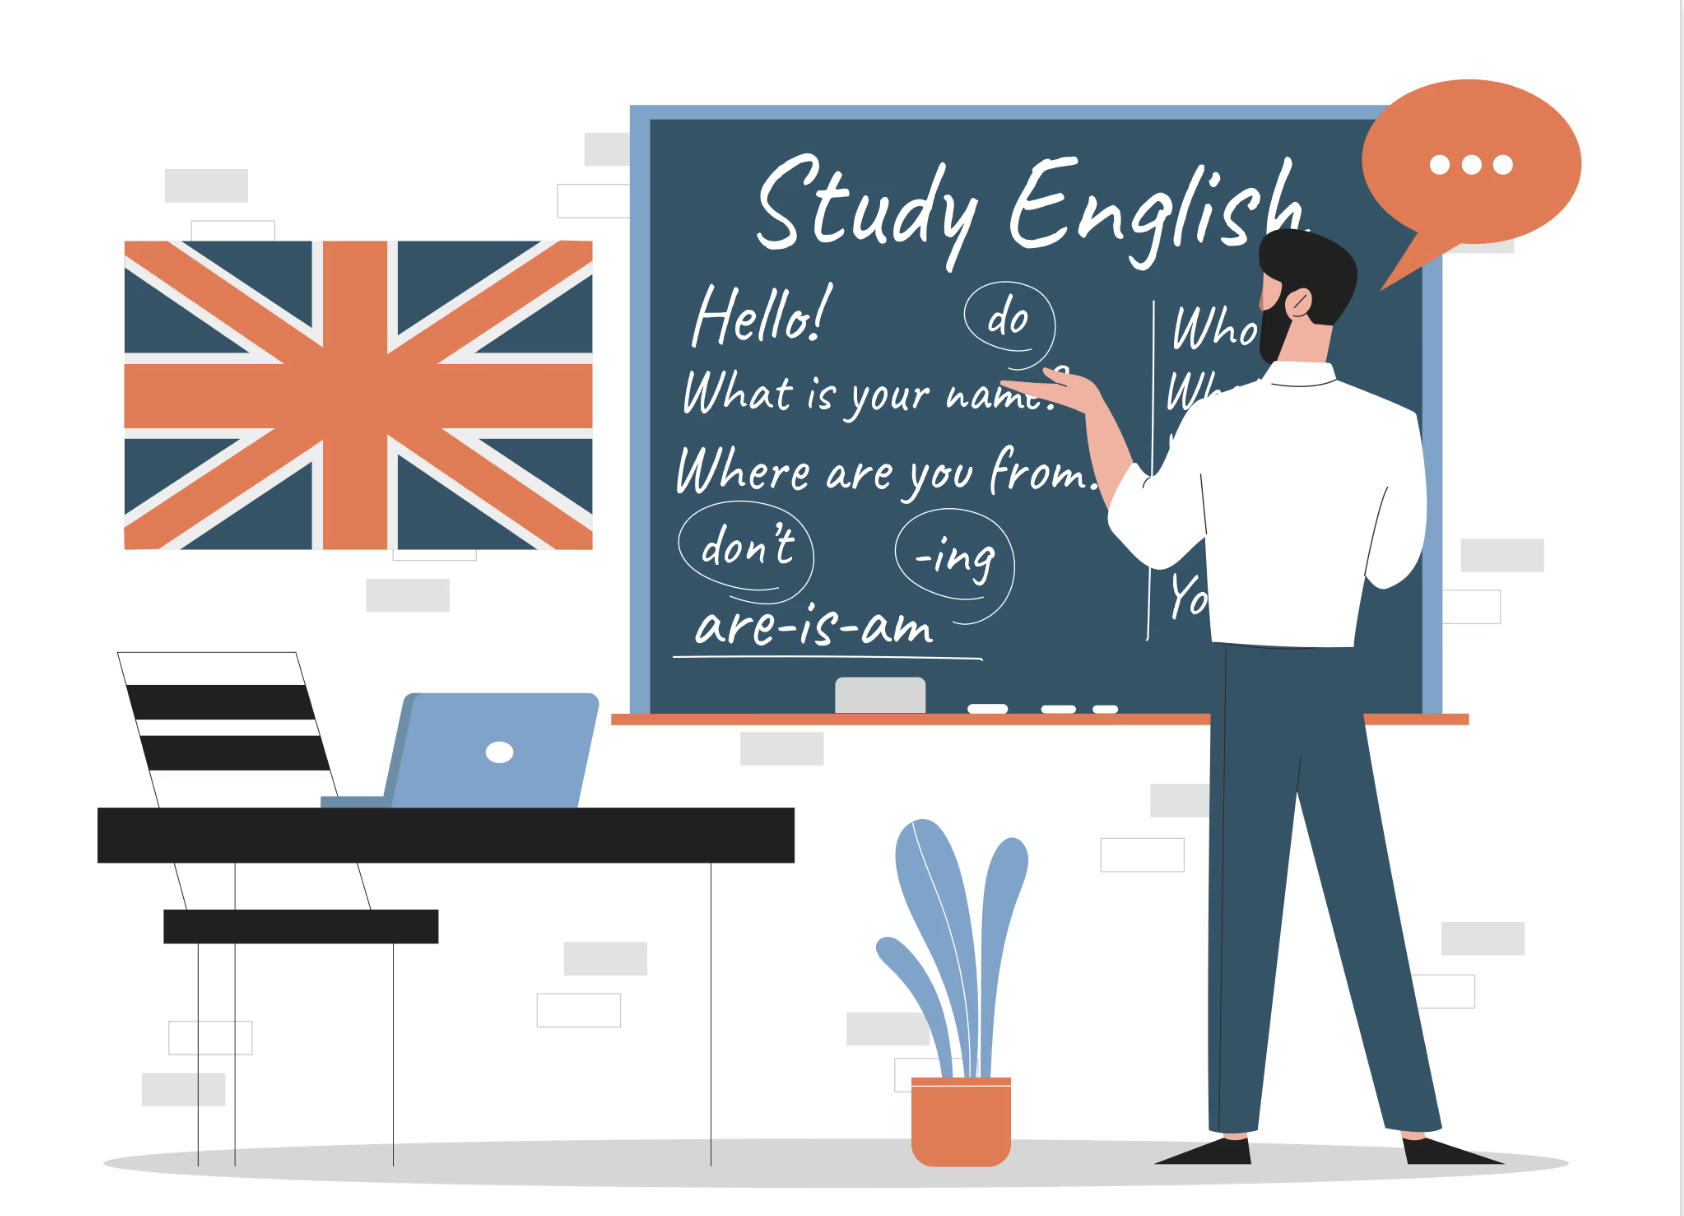 Study English
Hello!
do
Who
What is your name?
Where are you from.
don't
-ing
are-is-am